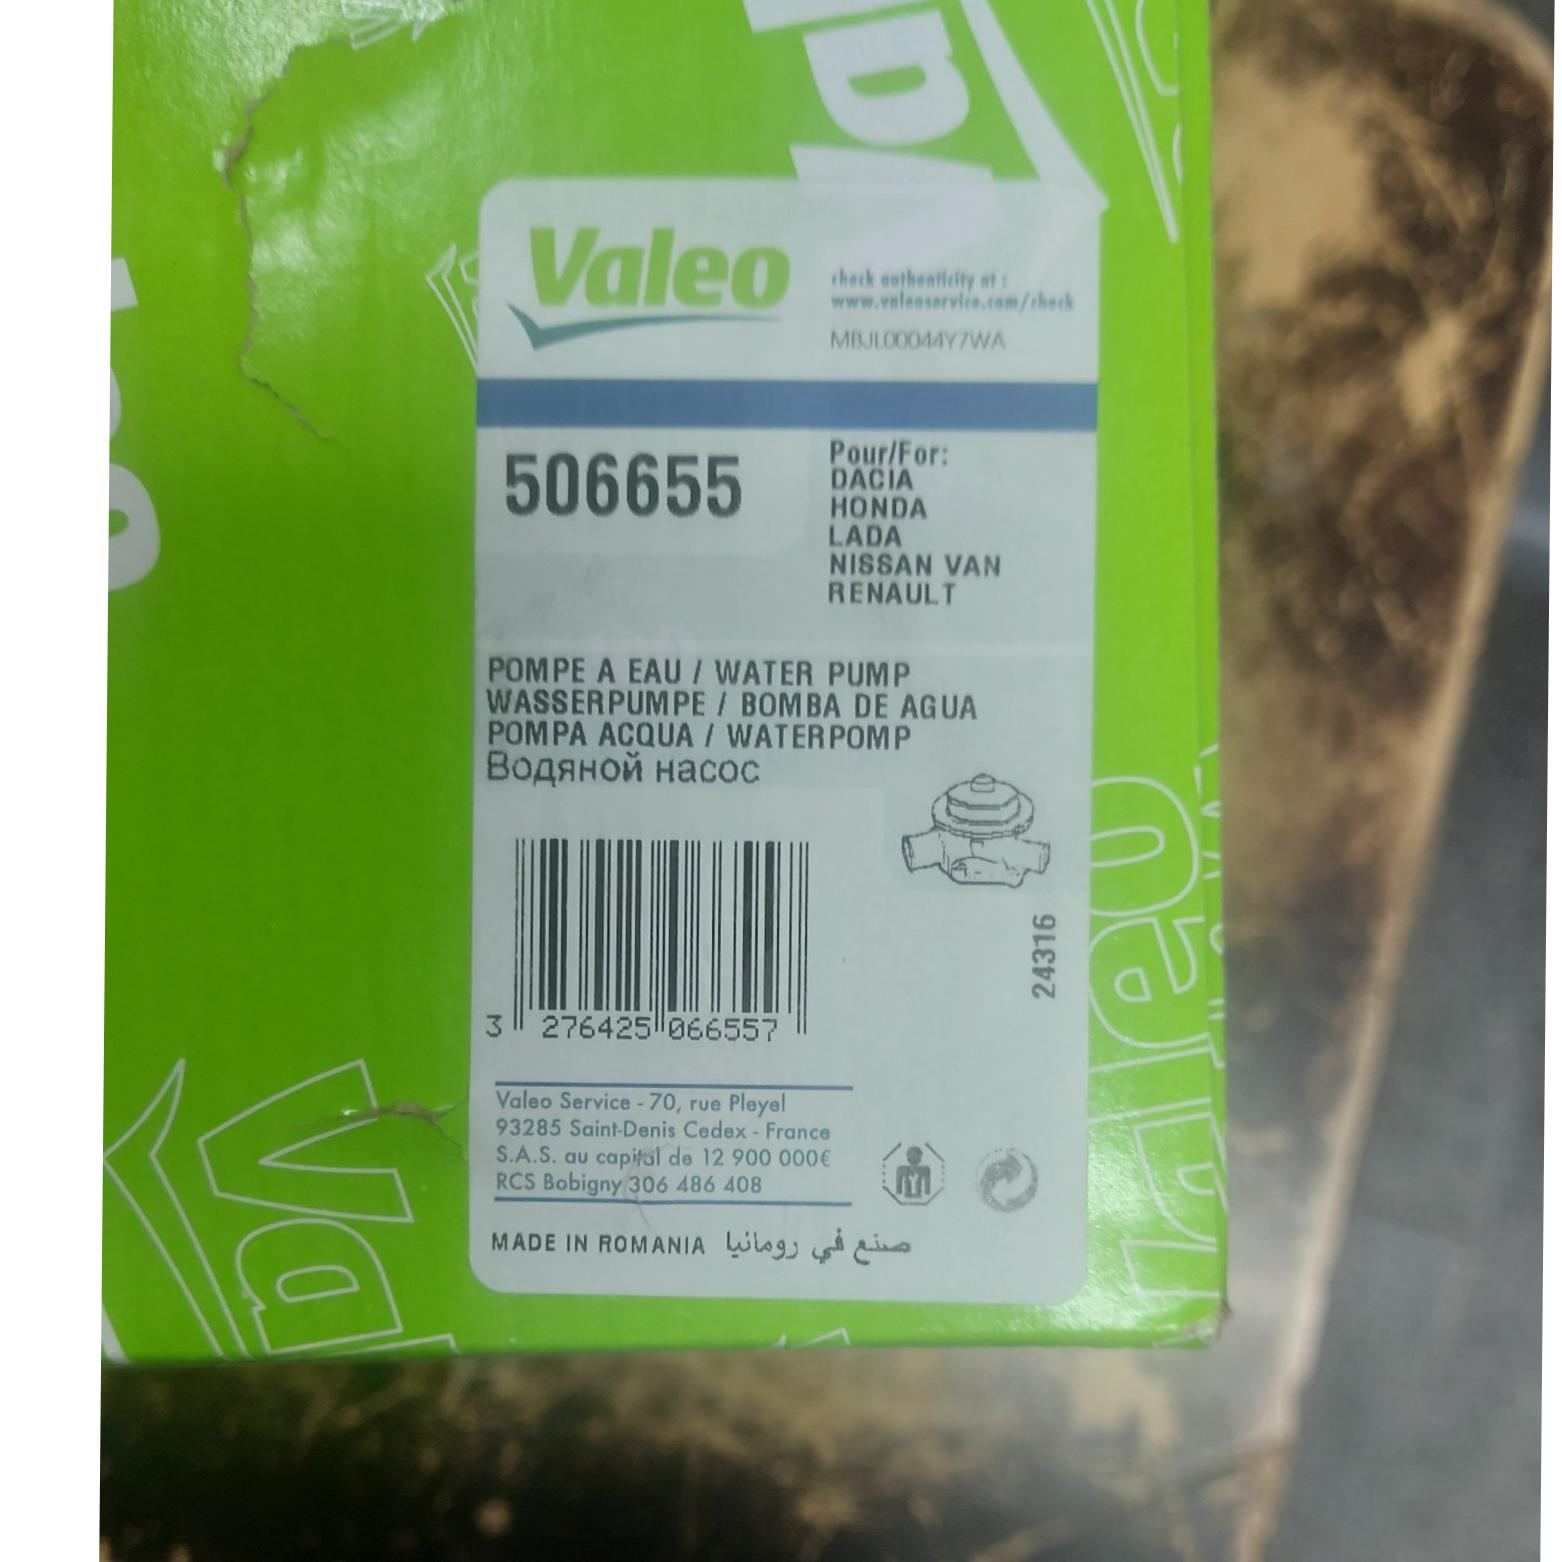 Valeo
check authenticity at :
www.valeoservice.com/check
MBJL00044Y7WA
506655
Pour/For:
DACIA
HONDA
LADA
NISSAN VAN
RENAULT
POMPE A EAU / WATER PUMP
WASSERPUMPE / BOMBA DE AGUA
POMPA ACQUA / WATERPOMP
Водяной насос
24316
3 276425 066557
Valeo Service - 70, rue Pleyel
93285 Saint-Denis Cedex - France
S.A.S. au capital de 12 900 000€
RCS Bobigny 306 486 408
MADE IN ROMANIA صنع في رومانيا